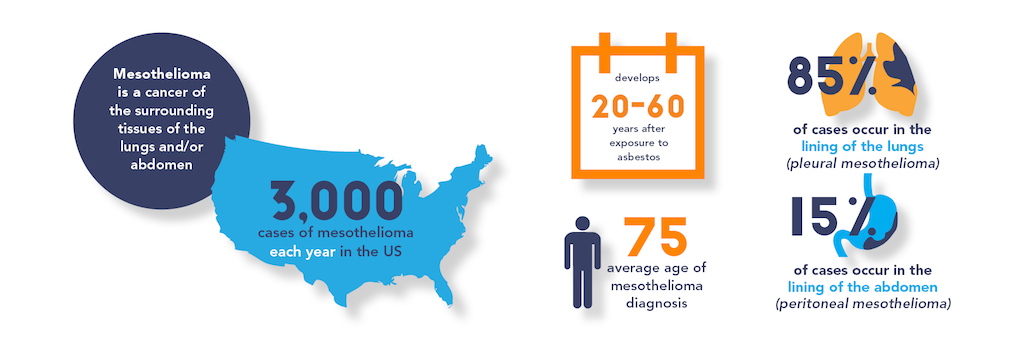 Mesothelioma
is a cancer of
the surrounding
tissues of the
lungs and/or
abdomen
3,000
cases of mesothelioma
each year in the US
develops
20-60
years after
exposure to
asbestos
75
average age of
mesothelioma
diagnosis
85%
of cases occur in the
lining of the lungs
(pleural mesothelioma)
15%
of cases occur in the
lining of the abdomen
(peritoneal mesothelioma)